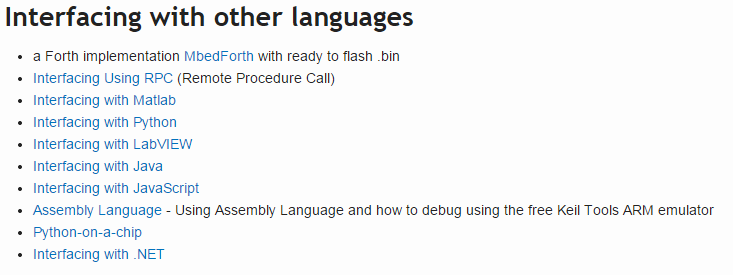 Interfacing with other languages
a Forth implementation MbedForth with ready to flash .bin
Interfacing Using RPC (Remote Procedure Call)
Interfacing with Matlab
Interfacing with Python
Interfacing with LabVIEW
Interfacing with Java
Interfacing with JavaScript
Assembly Language - Using Assembly Language and how to debug using the free Keil Tools ARM emulator
Python-on-a-chip
Interfacing with .NET